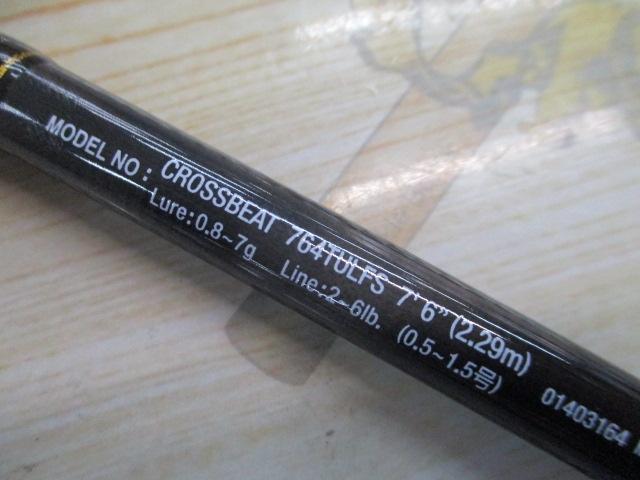 MODEL NO : CROSSBEAT 764TULFS 7' 6" (2.29m)
Lure:0.8~7g Line:2~6lb. (0.5~1.5号)
01403164